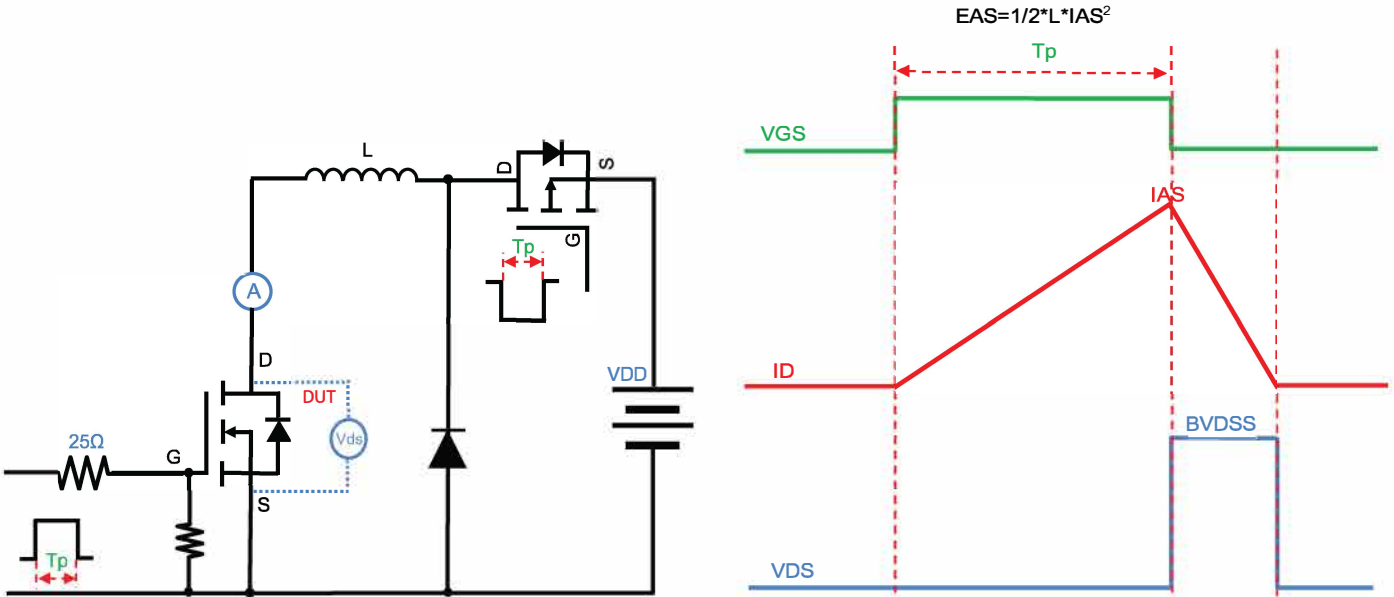 EAS=1/2*L*IAS²
Tp
VGS
IAS
ID
BVDSS
VDS
L
D
S
G
Tp
A
D
DUT
Vds
VDD
25Ω
G
S
Tp